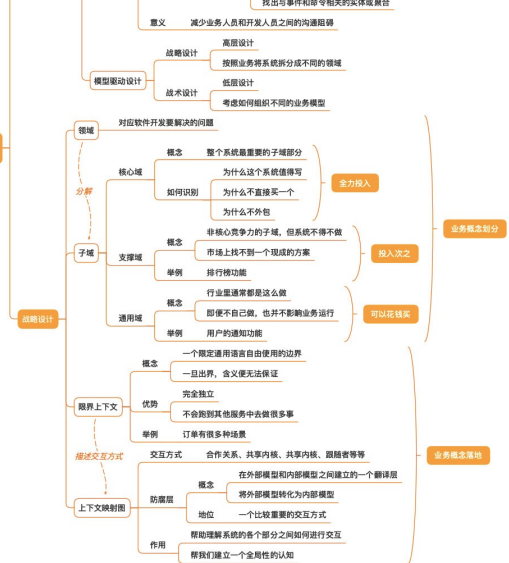 找出与事件和命令相关的实体或聚合
意义
减少业务人员和开发人员之间的沟通阻碍
模型驱动设计
战略设计
高层设计
按照业务将系统拆分成不同的领域
战术设计
低层设计
考虑如何组织不同的业务模型
战略设计
领域
对应软件开发要解决的问题
分解
子域
核心域
概念
整个系统最重要的子域部分
如何识别
为什么这个系统值得写
为什么不直接买一个
为什么不外包
全力投入
支撑域
概念
非核心竞争力的子域，但系统不得不做
市场上找不到一个现成的方案
举例
排行榜功能
投入次之
通用域
概念
行业里通常都是这么做
即便不自己做，也并不影响业务运行
举例
用户的通知功能
可以花钱买
业务概念划分
限界上下文
概念
一个限定通用语言自由使用的边界
一旦出界，含义便无法保证
优势
完全独立
不会跑到其他服务中去做很多事
举例
订单有很多种场景
描述交互方式
上下文映射图
交互方式
合作关系、共享内核、共享内核、跟随者等等
防腐层
概念
在外部模型和内部模型之间建立的一个翻译层
将外部模型转化为内部模型
地位
一个比较重要的交互方式
作用
帮助理解系统的各个部分之间如何进行交互
帮我们建立一个全局性的认知
业务概念落地